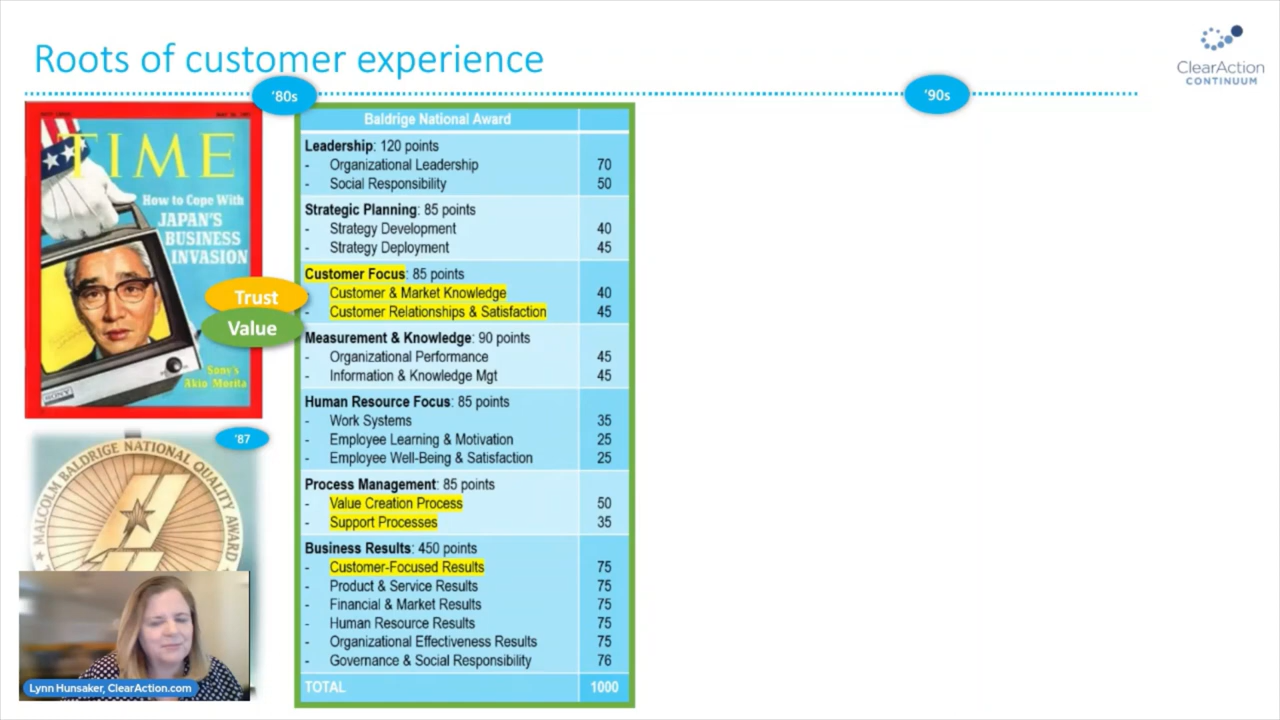 Roots of customer experience
ClearAction
CONTINUUM
'80s
'90s
TIME
How to Cope With
JAPAN'S
BUSINESS
INVASION
Sony's
Akio Morita
Trust
Value
'87
MALCOLM BALDRIGE NATIONAL QUALITY AWARD
Lynn Hunsaker, ClearAction.com
Baldrige National Award
Leadership: 120 points
- Organizational Leadership 70
- Social Responsibility 50
Strategic Planning: 85 points
- Strategy Development 40
- Strategy Deployment 45
Customer Focus: 85 points
- Customer & Market Knowledge 40
- Customer Relationships & Satisfaction 45
Measurement & Knowledge: 90 points
- Organizational Performance 45
- Information & Knowledge Mgt 45
Human Resource Focus: 85 points
- Work Systems 35
- Employee Learning & Motivation 25
- Employee Well-Being & Satisfaction 25
Process Management: 85 points
- Value Creation Process 50
- Support Processes 35
Business Results: 450 points
- Customer-Focused Results 75
- Product & Service Results 75
- Financial & Market Results 75
- Human Resource Results 75
- Organizational Effectiveness Results 75
- Governance & Social Responsibility 76
TOTAL 1000